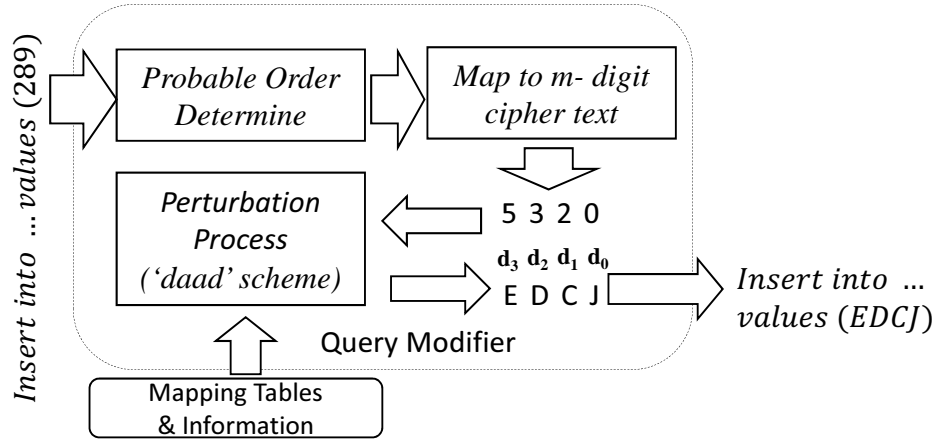 Insert into … values (289)
Probable Order
Determine
Map to m- digit
cipher text
5 3 2 0
Perturbation
Process
('daad' scheme)
d3 d2 d1 d0
E D C J
Insert into …
values (EDCJ)
Query Modifier
Mapping Tables
& Information